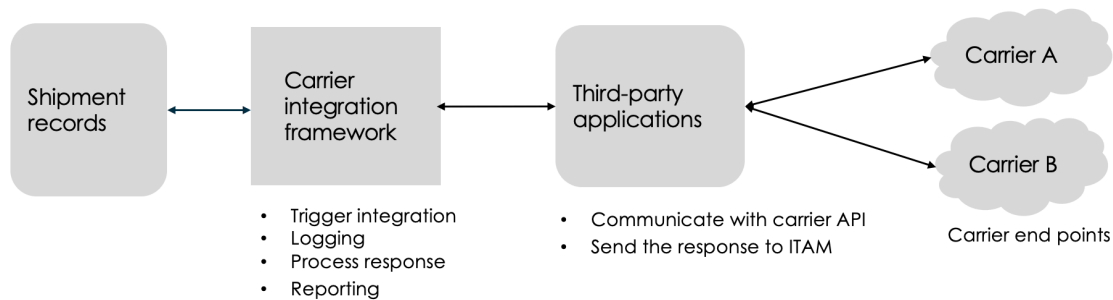 Shipment
records
Carrier
integration
framework
• Trigger integration
• Logging
• Process response
• Reporting
Third-party
applications
• Communicate with carrier API
• Send the response to ITAM
Carrier A
Carrier B
Carrier end points